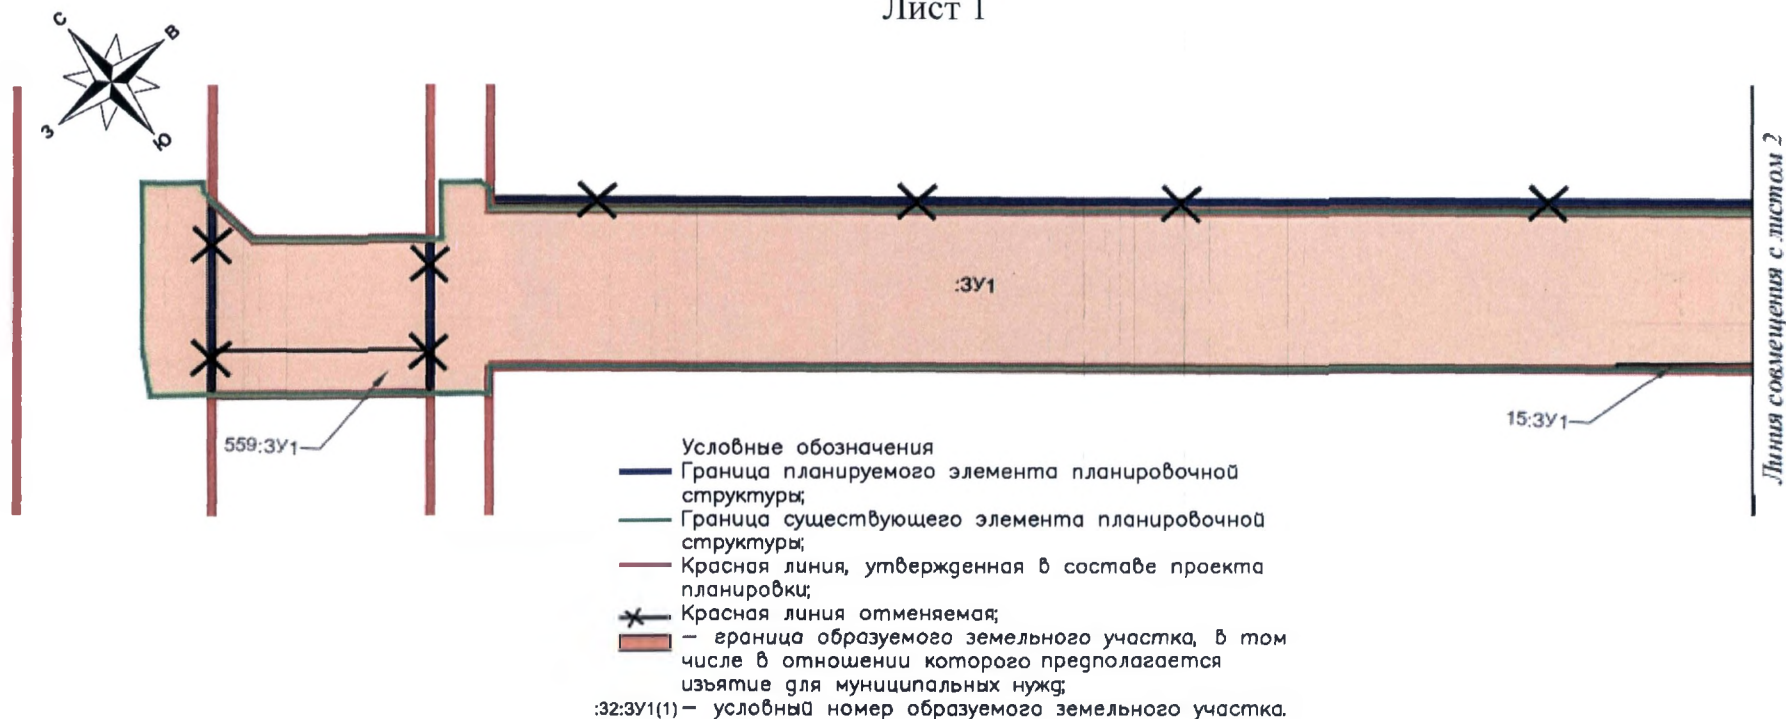 Лист 1
С
В
З
Ю
:ЗУ1
559:ЗУ1
15:ЗУ1
Линия совмещения с листом 2
Условные обозначения
Граница планируемого элемента планировочной
структуры;
Граница существующего элемента планировочной
структуры;
Красная линия, утвержденная в составе проекта
планировки;
Красная линия отменяемая;
– граница образуемого земельного участка, в том
числе в отношении которого предполагается
изъятие для муниципальных нужд;
:32:ЗУ1(1) – условный номер образуемого земельного участка.